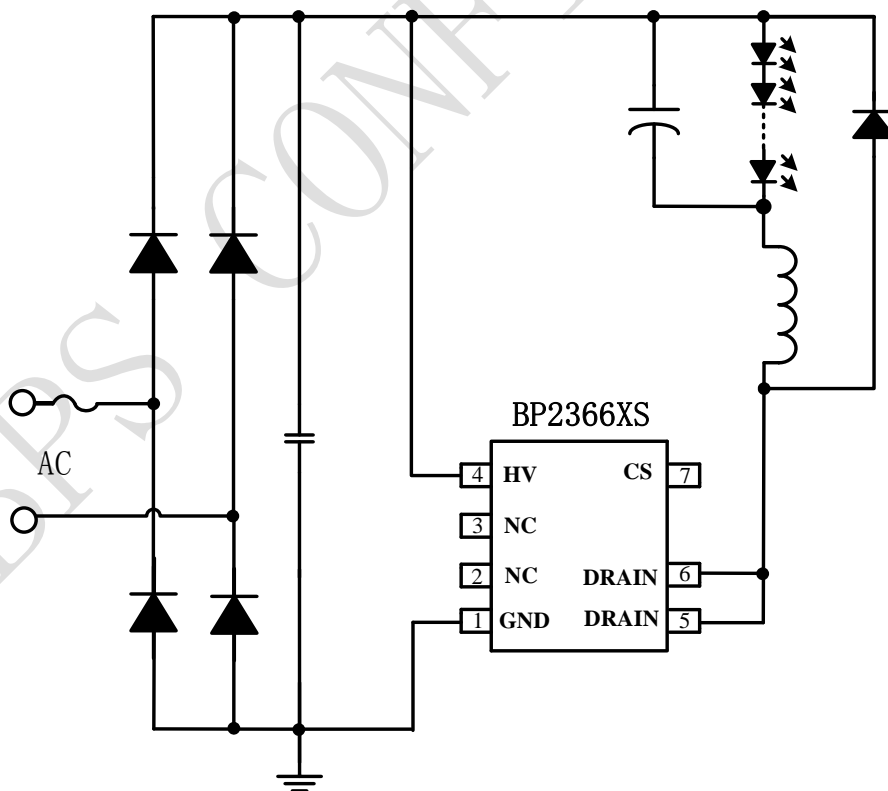 BPS CONF
BP2366XS
AC
4 HV
CS 7
3 NC
2 NC
DRAIN 6
1 GND
DRAIN 5